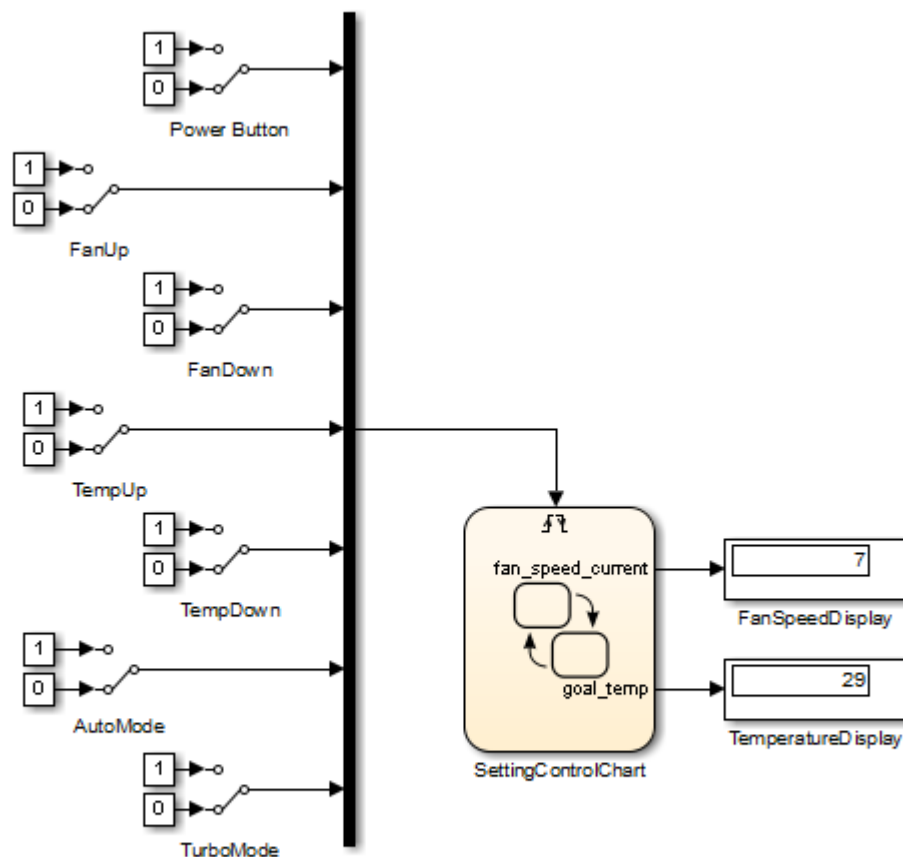 1
0
Power Button
1
0
FanUp
1
0
FanDown
1
0
TempUp
1
0
TempDown
1
0
AutoMode
1
0
TurboMode
fan_speed_current
goal_temp
SettingControlChart
7
FanSpeedDisplay
29
TemperatureDisplay